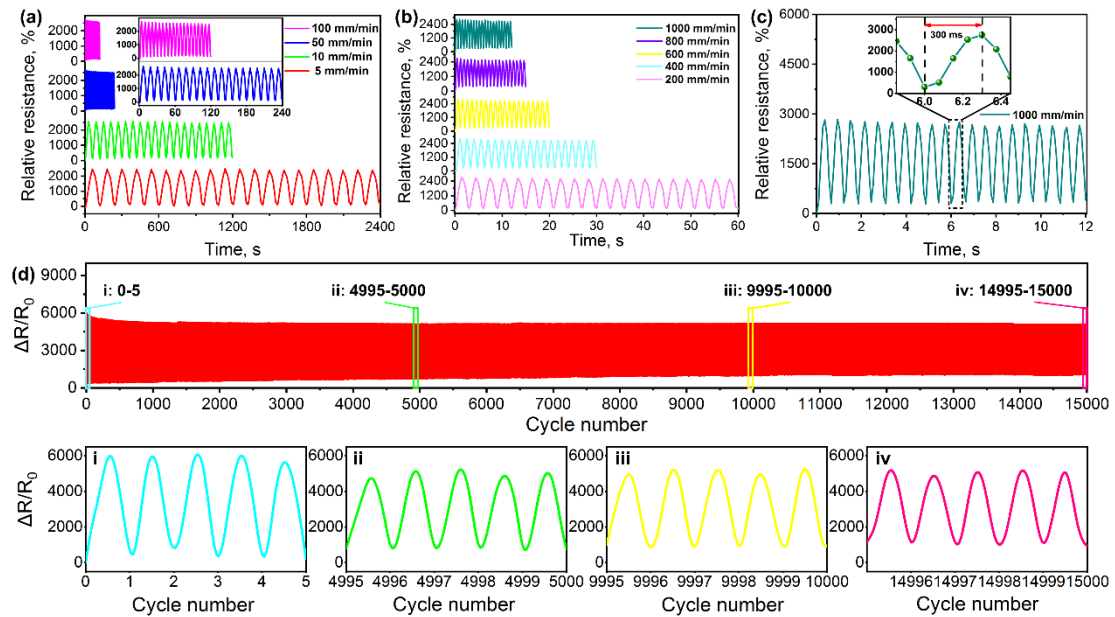 (a)
Relative resistance, %
2000
1000
0
2000
1000
0
2000
1000
0
2000
1000
0
2000
1000
0
2000
1000
0
0 60 120 180 240
100 mm/min
50 mm/min
10 mm/min
5 mm/min
0 400 800 1200 1600 2000 2400
Time, s
(b)
Relative resistance, %
2400
1200
2400
1200
2400
1200
2400
1200
2400
1200
1000 mm/min
800 mm/min
600 mm/min
400 mm/min
200 mm/min
0 10 20 30 40 50 60
Time, s
(c)
Relative resistance, %
6000
4500
3000
1500
0
3000
2000
1000
0
300 ms
6.0 6.2 6.4
1000 mm/min
0 2 4 6 8 10 12
Time, s
(d)
ΔR/R0
9000
6000
3000
0
i: 0-5
ii: 4995-5000
iii: 9995-10000
iv: 14995-15000
0 1000 2000 3000 4000 5000 6000 7000 8000 9000 10000 11000 12000 13000 14000 15000
Cycle number
i
ΔR/R0
6000
4000
2000
0
0 1 2 3 4 5
Cycle number
ii
6000
4000
2000
0
4995 4996 4997 4998 4999 5000
Cycle number
iii
6000
4000
2000
0
9995 9996 9997 9998 9999 10000
Cycle number
iv
6000
4000
2000
0
14996 14997 14998 14999 15000
Cycle number